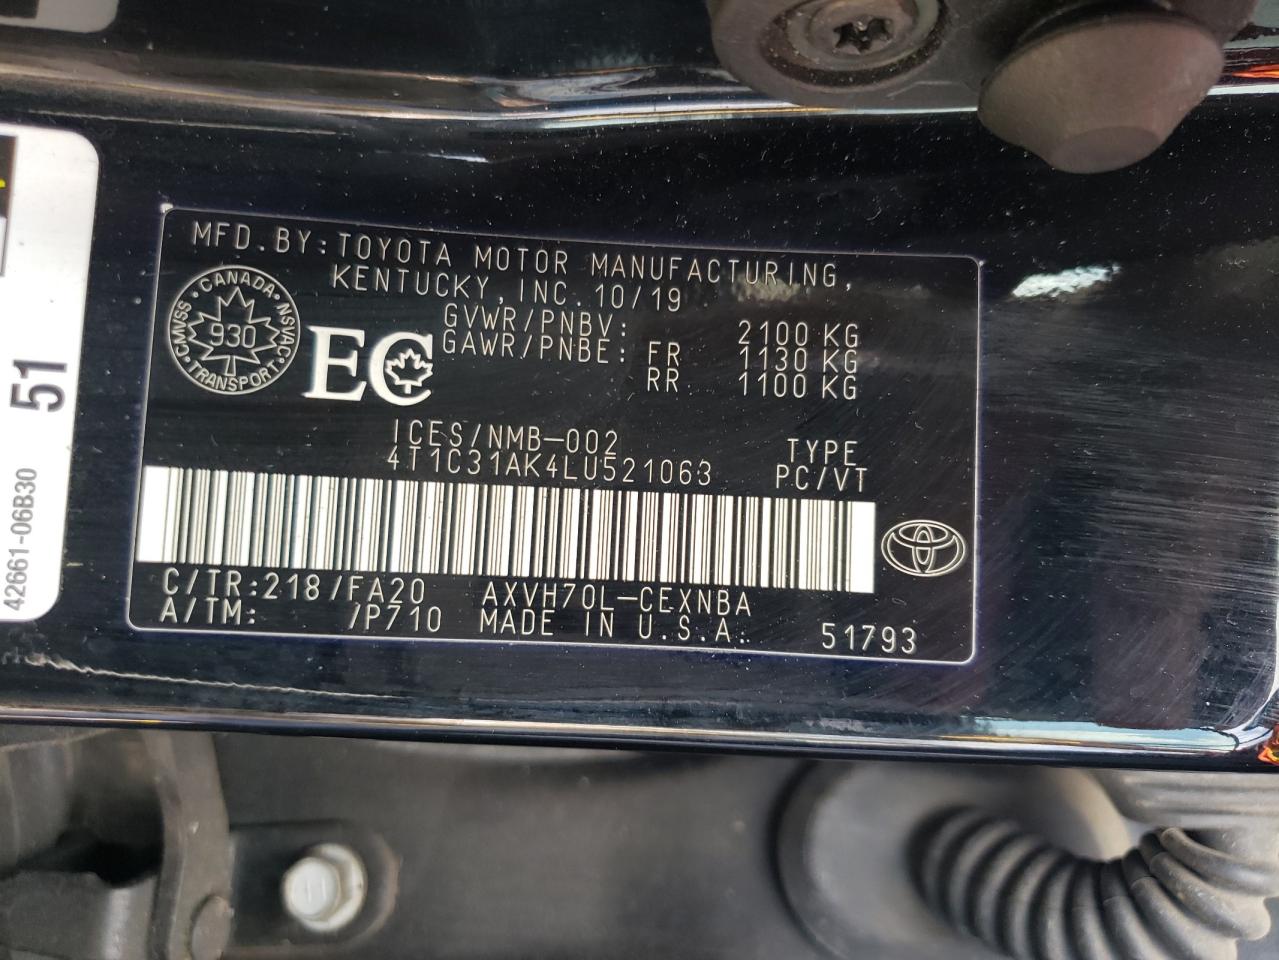 MFD.BY:TOYOTA MOTOR MANUFACTURING,
KENTUCKY, INC.10/19
CANADA
CMVSS
NSVAC
930
TRANSPORT
EC
GVWR/PNBV: 2100 KG
GAWR/PNBE: FR 1130 KG
RR 1100 KG
ICES/NMB-002
4T1C31AK4LU521063
TYPE
PC/VT
C/TR:218/FA20 AXVH70L-CEXNBA
A/TM: /P710 MADE IN U.S.A. 51793
51
42661-06B30